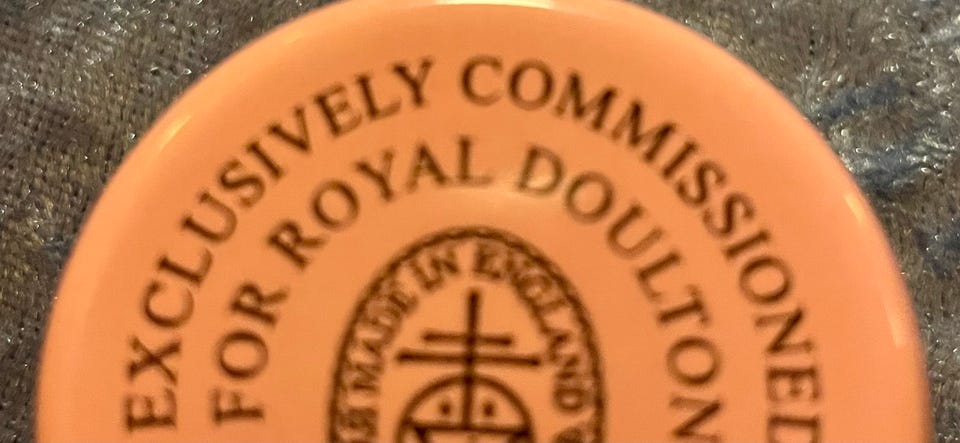 EXCLUSIVELY COMMISSIONED
FOR ROYAL DOULTON
MADE IN ENGLAND